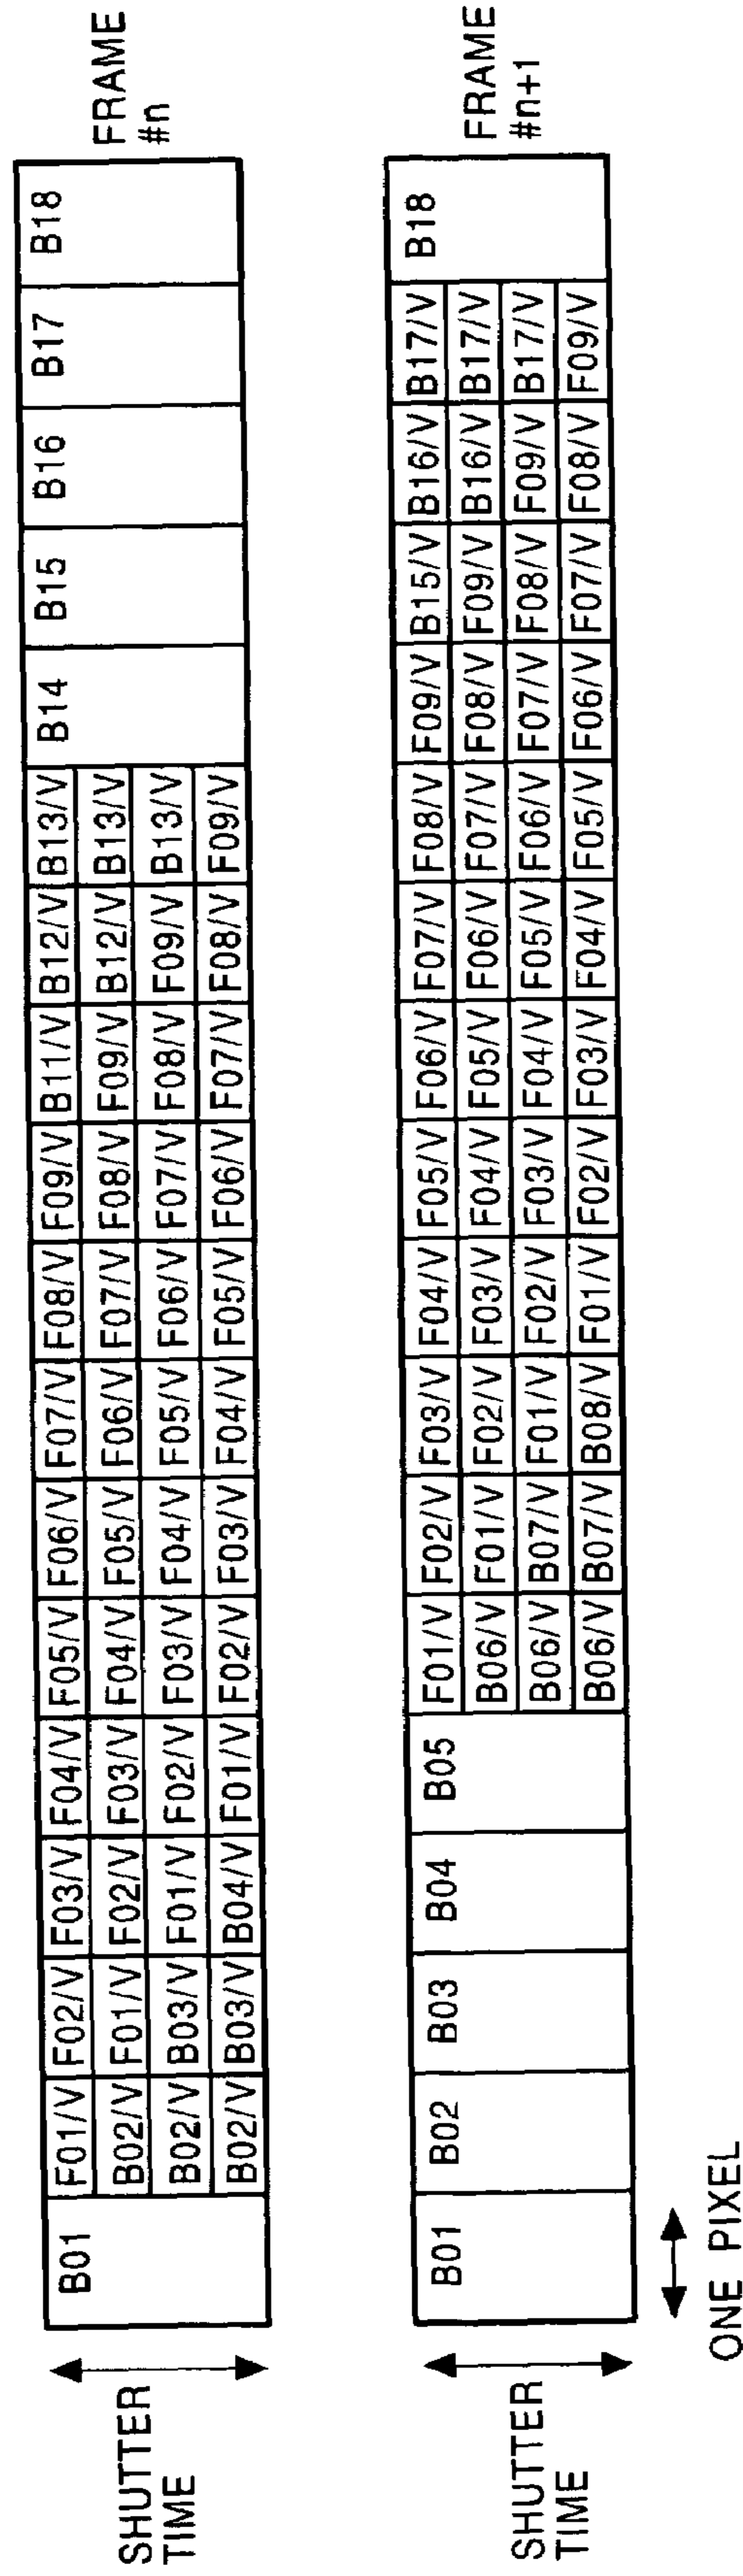 B01 F01/V F02/V F03/V F04/V F05/V F06/V F07/V F08/V F09/V B11/V B12/V B13/V B14 B15 B16 B17 B18
B02/V F01/V F02/V F03/V F04/V F05/V F06/V F07/V F08/V F09/V B12/V B13/V
B02/V B03/V F01/V F02/V F03/V F04/V F05/V F06/V F07/V F08/V F09/V B13/V
B02/V B03/V B04/V F01/V F02/V F03/V F04/V F05/V F06/V F07/V F08/V F09/V
SHUTTER
TIME
FRAME
#n
B01 B02 B03 B04 B05 F01/V F02/V F03/V F04/V F05/V F06/V F07/V F08/V F09/V B15/V B16/V B17/V B18
B06/V F01/V F02/V F03/V F04/V F05/V F06/V F07/V F08/V F09/V B16/V B17/V
B06/V B07/V F01/V F02/V F03/V F04/V F05/V F06/V F07/V F08/V F09/V B17/V
B06/V B07/V B08/V F01/V F02/V F03/V F04/V F05/V F06/V F07/V F08/V F09/V
SHUTTER
TIME
FRAME
#n+1
ONE PIXEL